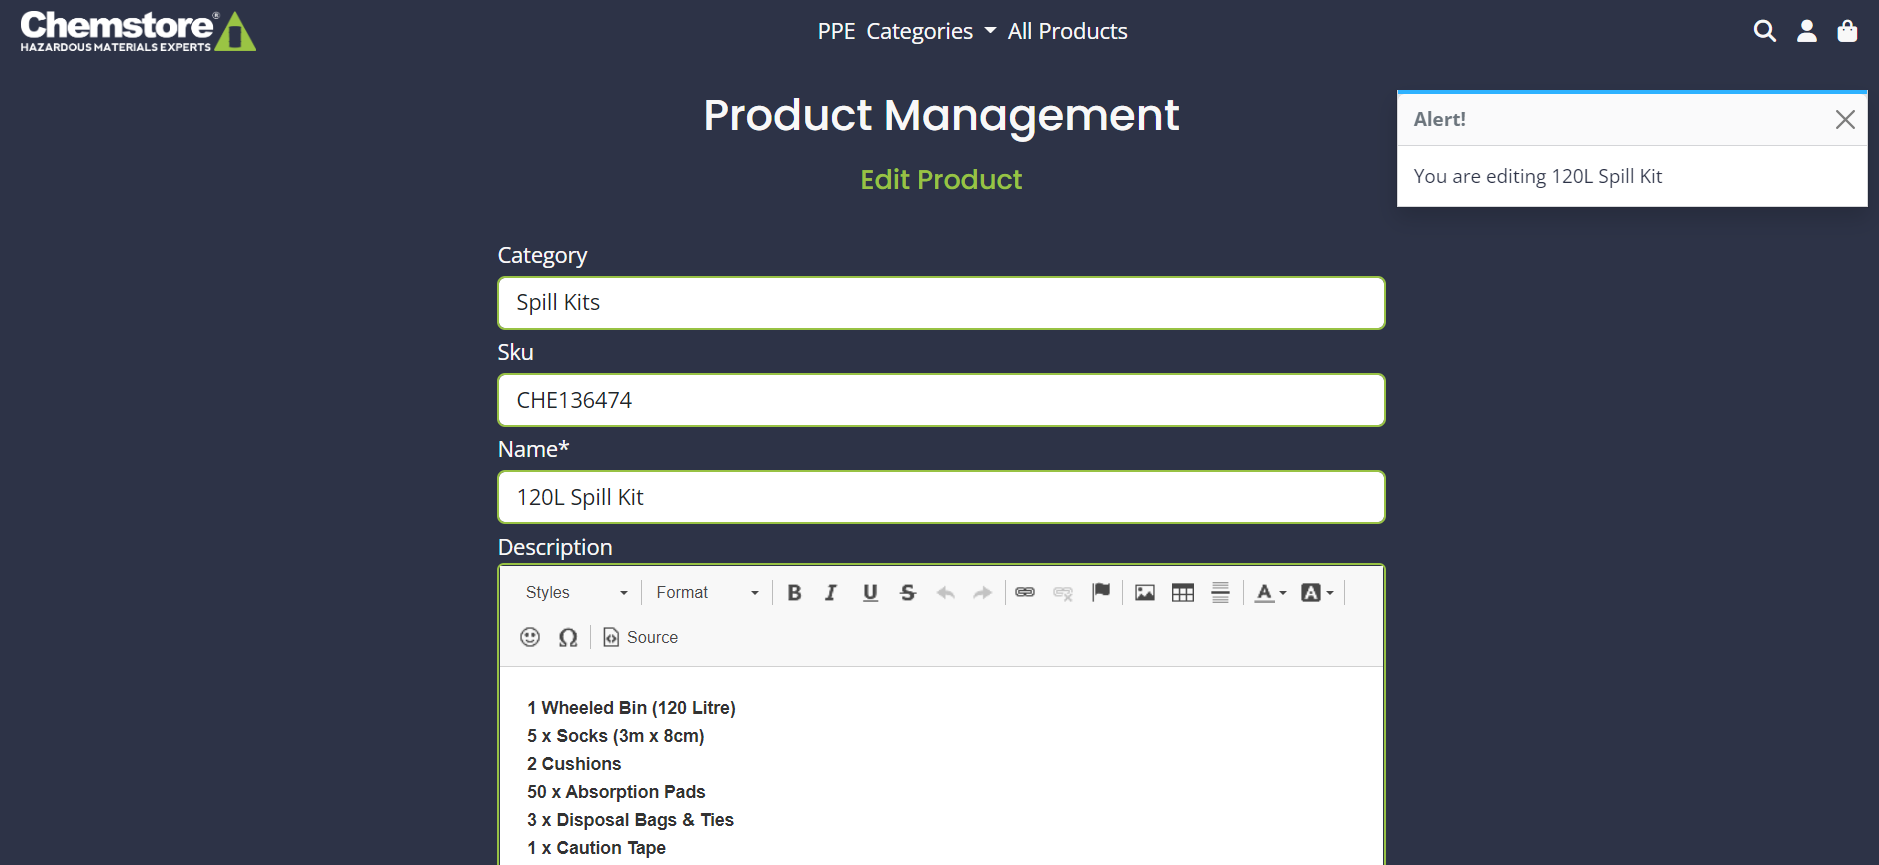 Chemstore®
HAZARDOUS MATERIALS EXPERTS
PPE Categories All Products
Product Management
Edit Product
Alert!
You are editing 120L Spill Kit
Category
Spill Kits
Sku
CHE136474
Name*
120L Spill Kit
Description
Styles Format B I U S A A
Ω Source
1 Wheeled Bin (120 Litre)
5 x Socks (3m x 8cm)
2 Cushions
50 x Absorption Pads
3 x Disposal Bags & Ties
1 x Caution Tape